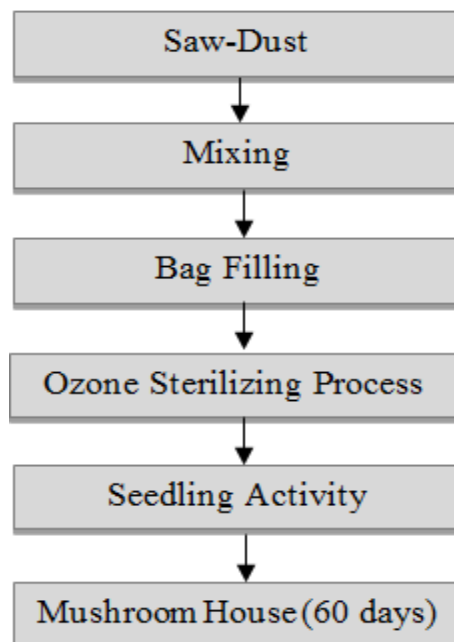 Saw-Dust
Mixing
Bag Filling
Ozone Sterilizing Process
Seedling Activity
Mushroom House (60 days)